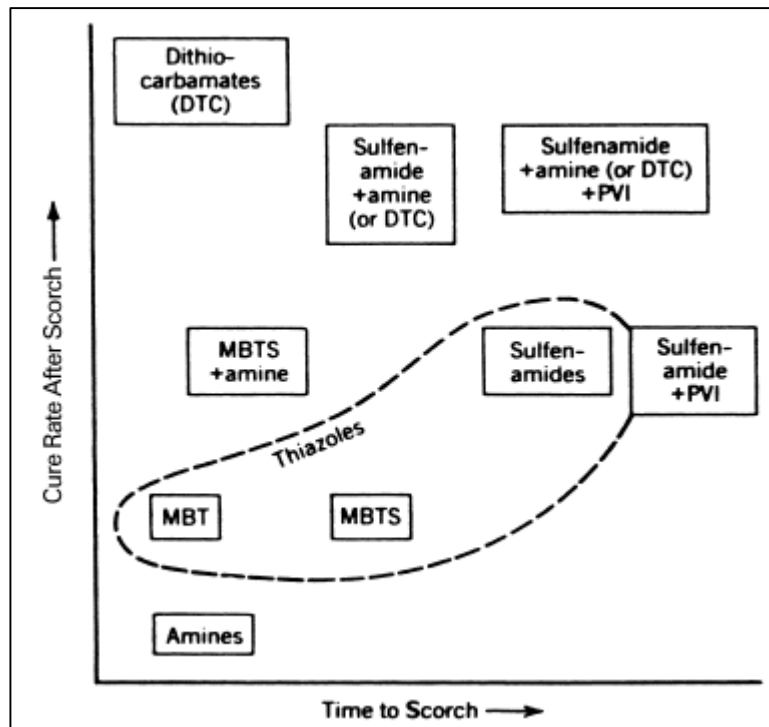 Dithio-
carbamates
(DTC)
Sulfen-
amide
+amine
(or DTC)
Sulfenamide
+amine (or DTC)
+PVI
Cure Rate After Scorch
MBTS
+amine
Sulfen-
amides
Sulfen-
amide
+PVI
Thiazoles
MBT
MBTS
Amines
Time to Scorch